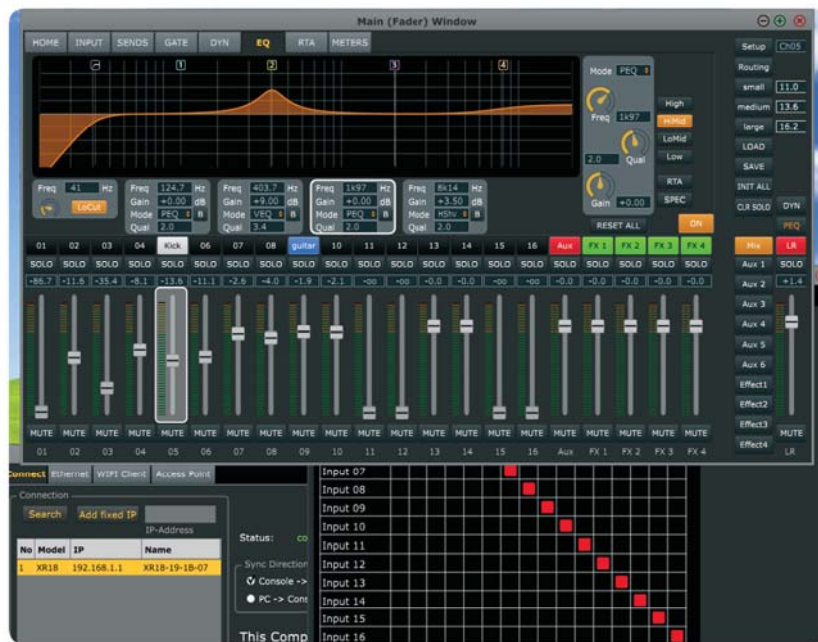 Main (Fader) Window
HOME INPUT SENDS GATE DYN EQ RTA METERS
Setup Ch05
Routing
small 11.0
medium 13.6
large 16.2
LOAD
SAVE
INIT ALL
CLR SOLO DYN
PEQ
1 2 3 4
Mode PEQ
Freq 1k97
2.0 Qual
Gain +0.00
High
HiMid
LoMid
Low
RTA
SPEC
RESET ALL ON
Freq 41 Hz
LoCut
Freq 124.7 Hz
Gain +0.00 dB
Mode PEQ B
Qual 2.0
Freq 403.7 Hz
Gain +9.00 dB
Mode VEQ B
Qual 3.4
Freq 1k97 Hz
Gain +0.00 dB
Mode PEQ B
Qual 2.0
Freq 8k14 Hz
Gain +3.50 dB
Mode HShv B
Qual 2.0
01 02 03 04 Kick 06 07 08 guitar 10 11 12 13 14 15 16 Aux FX 1 FX 2 FX 3 FX 4 Mix LR
SOLO SOLO SOLO SOLO SOLO SOLO SOLO SOLO SOLO SOLO SOLO SOLO SOLO SOLO SOLO SOLO SOLO SOLO SOLO SOLO SOLO Aux 1 SOLO
-86.7 -11.6 -35.4 -8.1 -13.6 -11.1 -2.6 -4.0 -1.9 -2.1 -oo -oo -0.0 -0.0 -oo -oo -0.0 -0.0 -0.0 -0.0 -0.0 Aux 2 +1.4
Aux 3
Aux 4
Aux 5
Aux 6
Effect1
Effect2
Effect3
MUTE MUTE MUTE MUTE MUTE MUTE MUTE MUTE MUTE MUTE MUTE MUTE MUTE MUTE MUTE MUTE MUTE MUTE MUTE MUTE MUTE MUTE
Effect4
01 02 03 04 05 06 07 08 09 10 11 12 13 14 15 16 Aux FX 1 FX 2 FX 3 FX 4 LR
Connect Ethernet WIFI Client Access Point
Connection
Search Add fixed IP
IP-Address
No Model IP Name
1 XR18 192.168.1.1 XR18-19-1B-07
Status: co
Sync Direction
Console ->
PC -> Cons
This Comp
Input 07
Input 08
Input 09
Input 10
Input 11
Input 12
Input 13
Input 14
Input 15
Input 16